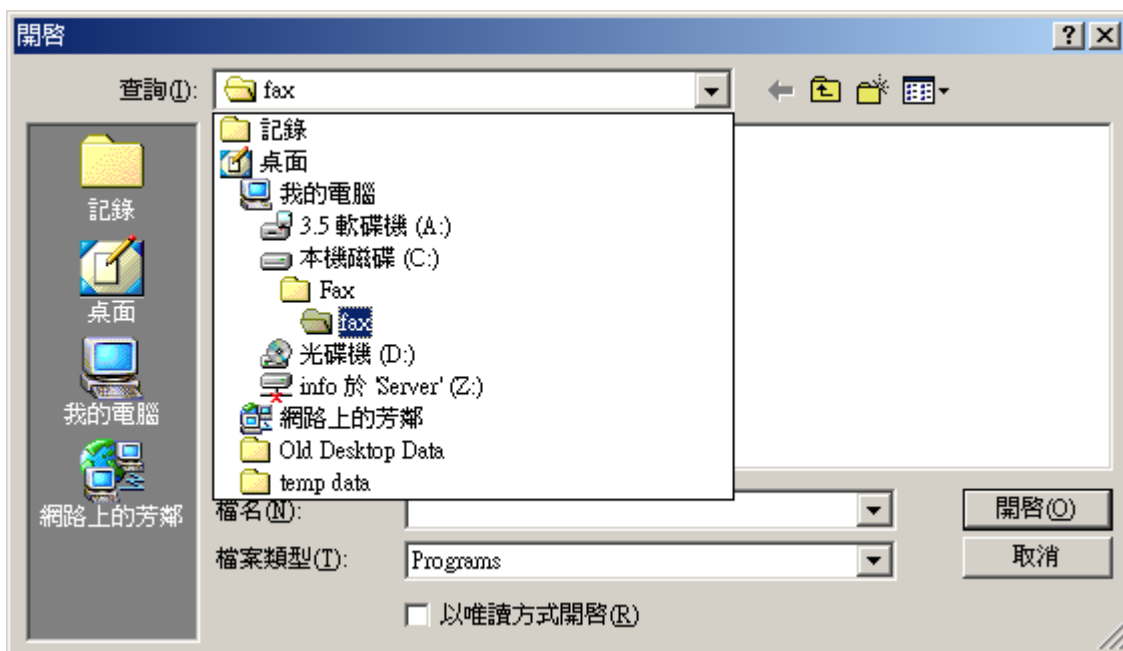 開啓
查詢(I):
fax
記錄
桌面
我的電腦
3.5 軟碟機 (A:)
本機磁碟 (C:)
Fax
fax
光碟機 (D:)
info 於 'Server' (Z:)
網路上的芳鄰
Old Desktop Data
temp data
記錄
桌面
我的電腦
網路上的芳鄰
檔名(N):
開啓(O)
檔案類型(T):
Programs
取消
以唯讀方式開啓(R)